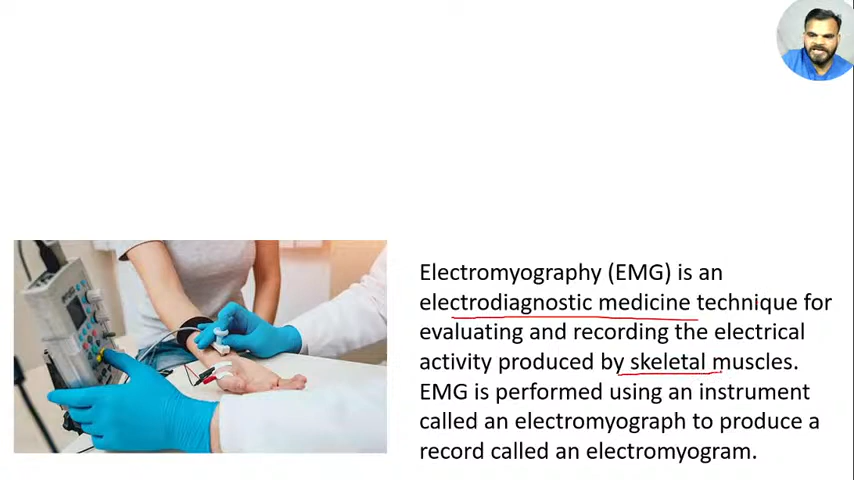 Electromyography (EMG) is an
electrodiagnostic medicine technique for
evaluating and recording the electrical
activity produced by skeletal muscles.
EMG is performed using an instrument
called an electromyograph to produce a
record called an electromyogram.